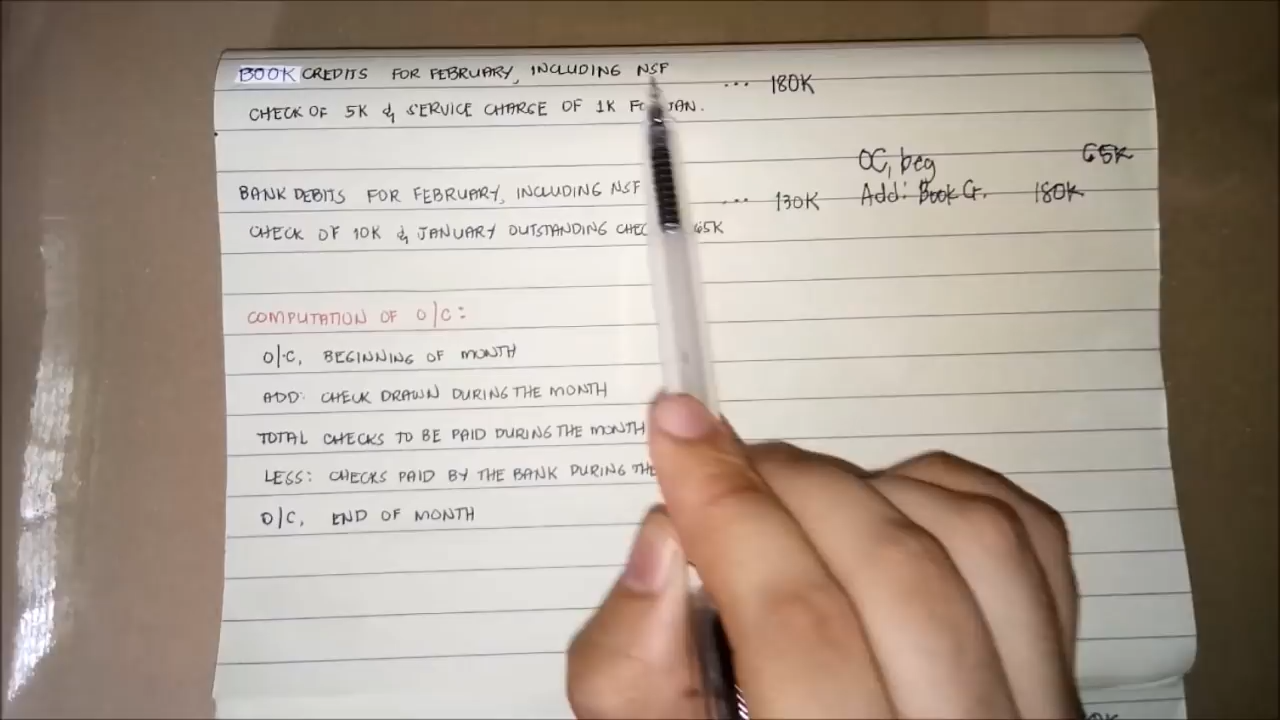 BOOK CREDITS FOR FEBRUARY, INCLUDING NSF ... 180K
CHECK OF 5K & SERVICE CHARGE OF 1K JAN.
OC, beg 65K
Add: Book Cr. 180K
BANK DEBITS FOR FEBRUARY, INCLUDING NSF ... 130K
CHECK OF 10K & JANUARY OUTSTANDING 65K
COMPUTATION OF O/C:
O/C, BEGINNING OF MONTH
ADD: CHECK DRAWN DURING THE MONTH
TOTAL CHECKS TO BE PAID DURING THE MONTH
LESS: CHECKS PAID BY THE BANK DURING THE
O/C, END OF MONTH